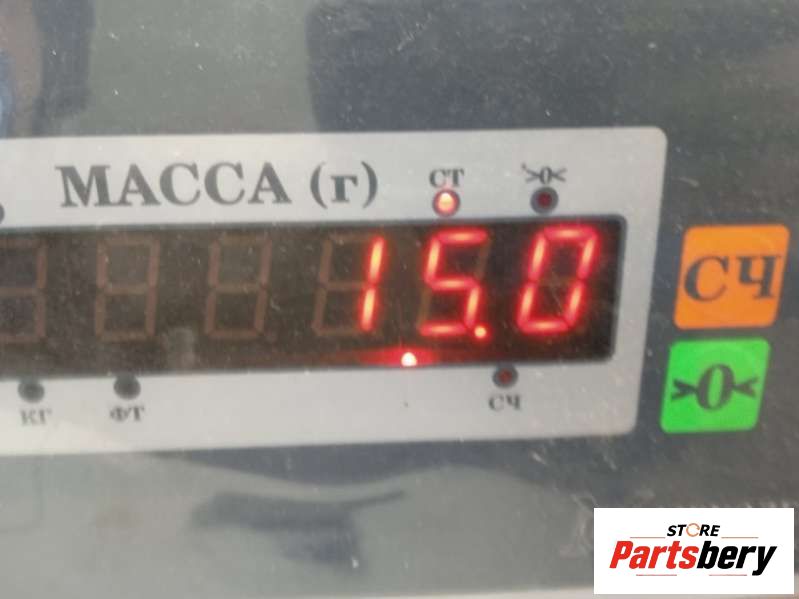 МАССА (г)
СТ
>0<
15.0
СЧ
>0<
КГ
ФТ
СЧ
STORE
Partsbery